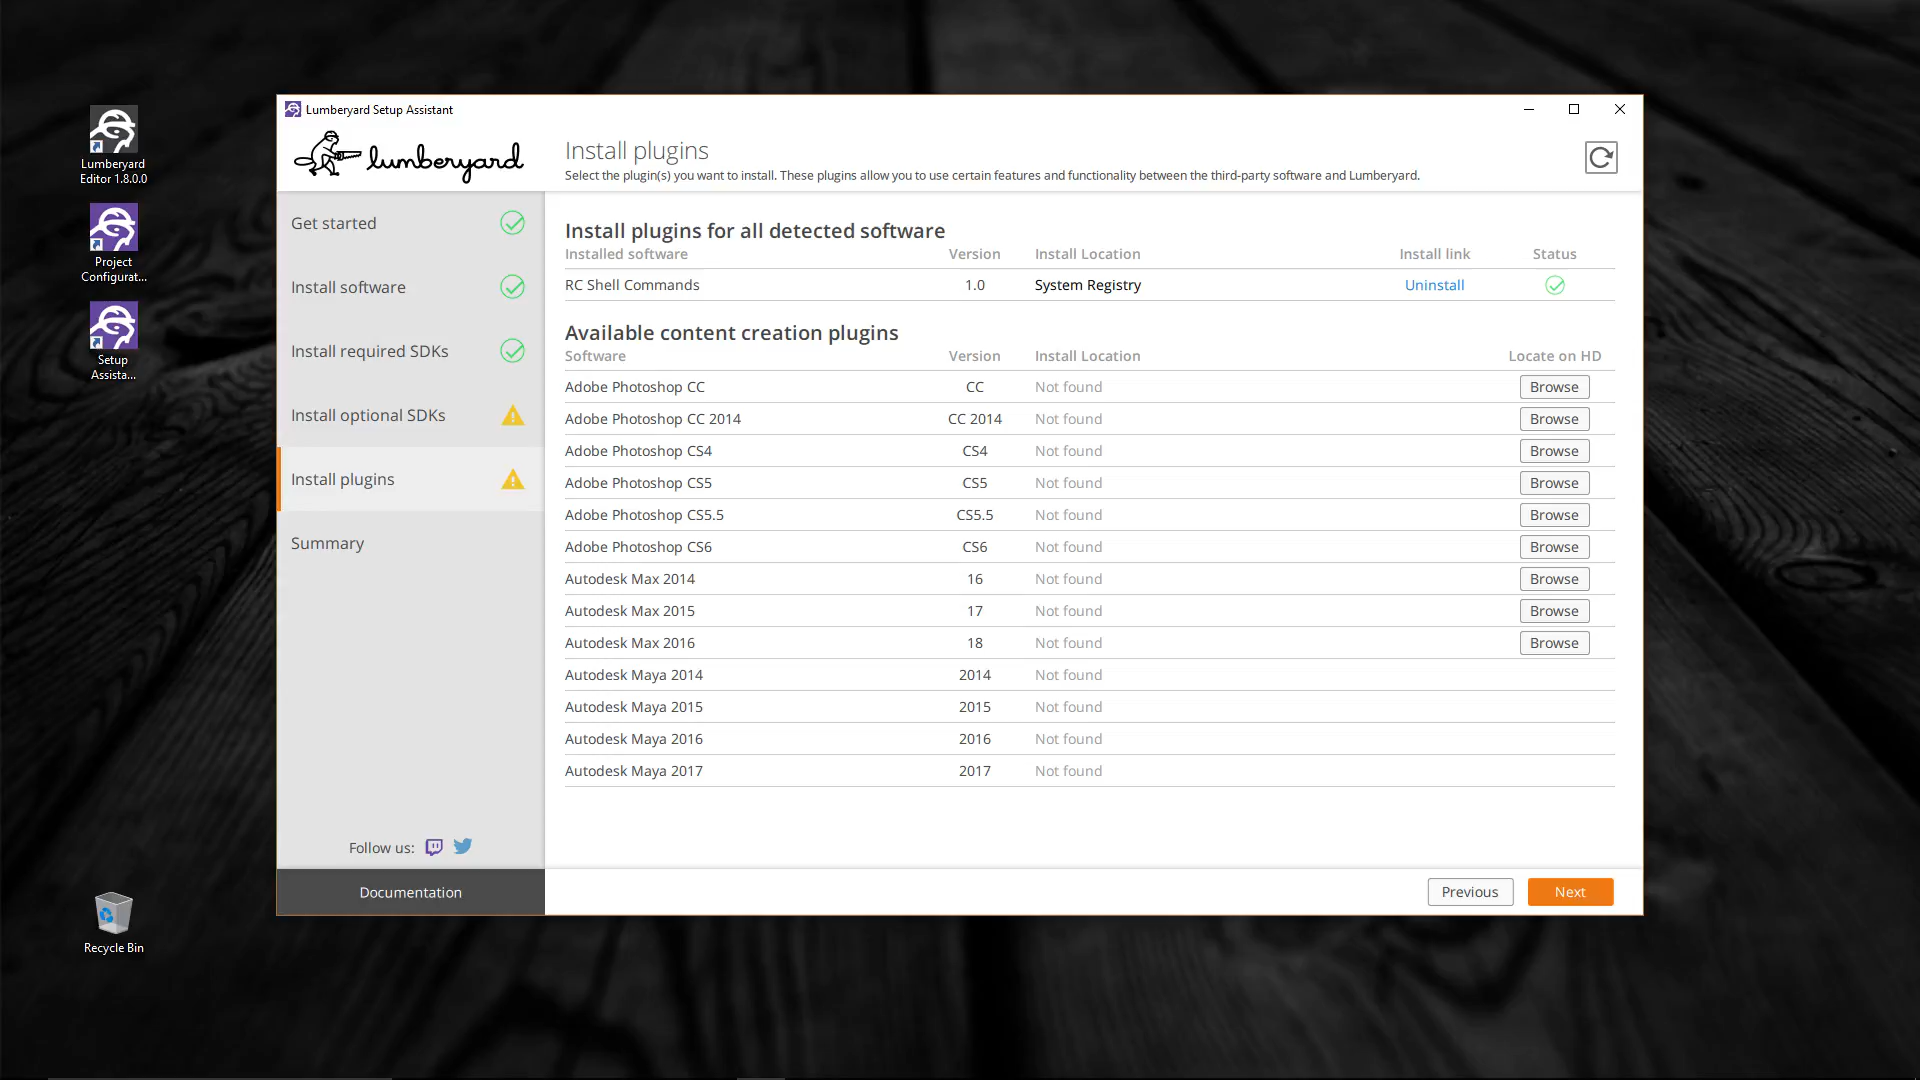 Lumberyard
Editor 1.8.0.0
Project
Configurat...
Setup
Assista...
Recycle Bin
Lumberyard Setup Assistant
lumberyard
Install plugins
Select the plugin(s) you want to install. These plugins allow you to use certain features and functionality between the third-party software and Lumberyard.
Get started
Install software
Install required SDKs
Install optional SDKs
Install plugins
Summary
Follow us:
Documentation
Install plugins for all detected software
Installed software Version Install Location Install link Status
RC Shell Commands 1.0 System Registry Uninstall
Available content creation plugins
Software Version Install Location Locate on HD
Adobe Photoshop CC CC Not found Browse
Adobe Photoshop CC 2014 CC 2014 Not found Browse
Adobe Photoshop CS4 CS4 Not found Browse
Adobe Photoshop CS5 CS5 Not found Browse
Adobe Photoshop CS5.5 CS5.5 Not found Browse
Adobe Photoshop CS6 CS6 Not found Browse
Autodesk Max 2014 16 Not found Browse
Autodesk Max 2015 17 Not found Browse
Autodesk Max 2016 18 Not found Browse
Autodesk Maya 2014 2014 Not found
Autodesk Maya 2015 2015 Not found
Autodesk Maya 2016 2016 Not found
Autodesk Maya 2017 2017 Not found
Previous Next